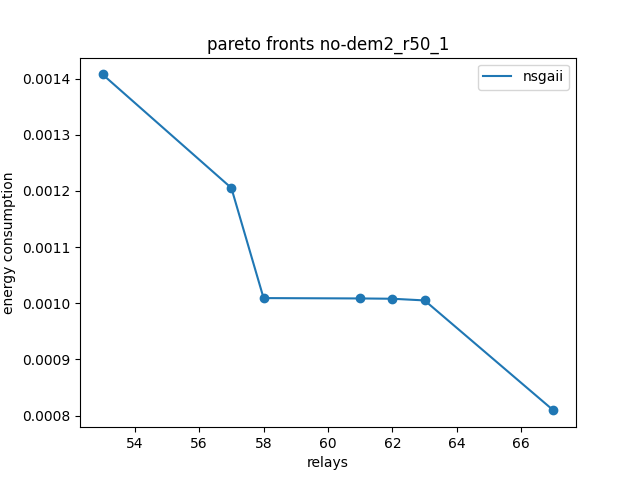 pareto fronts no-dem2_r50_1
nsgaii
0.0014
0.0013
0.0012
0.0011
0.0010
0.0009
0.0008
energy consumption
54 56 58 60 62 64 66
relays